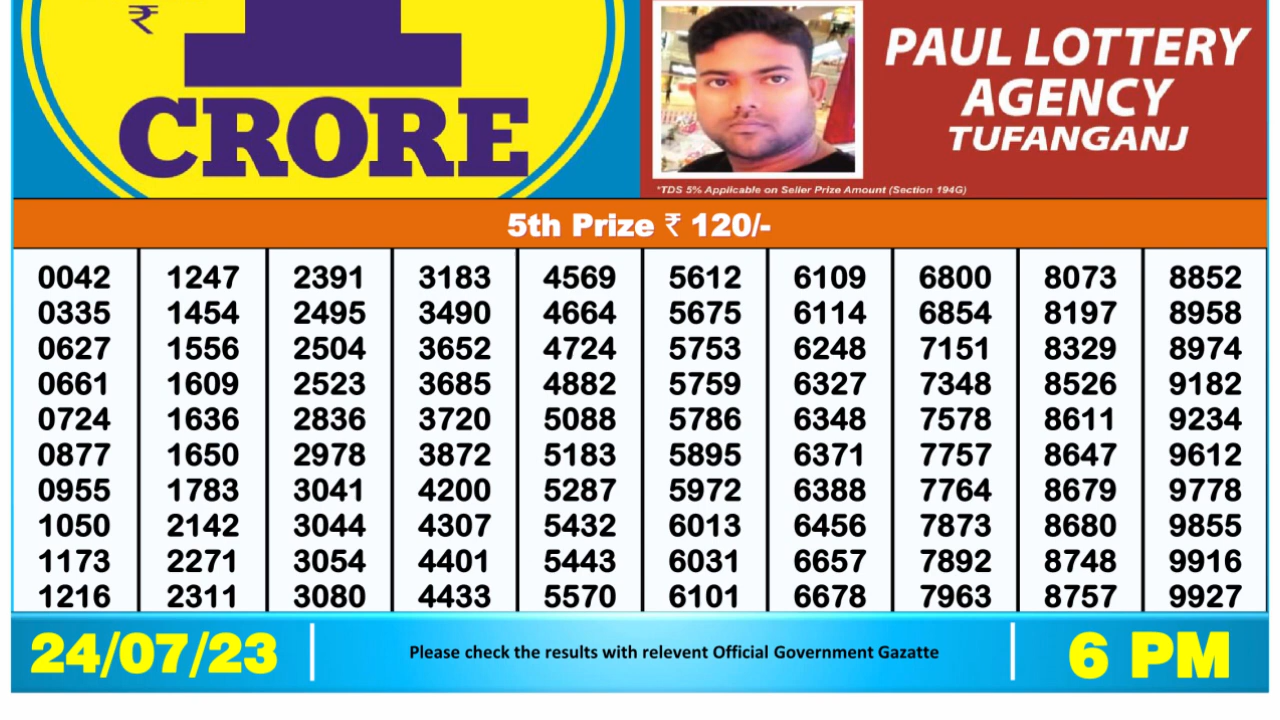 ₹ 1
CRORE
PAUL LOTTERY
AGENCY
TUFANGANJ
*TDS 5% Applicable on Seller Prize Amount (Section 194G)
5th Prize ₹ 120/-
0042 1247 2391 3183 4569 5612 6109 6800 8073 8852
0335 1454 2495 3490 4664 5675 6114 6854 8197 8958
0627 1556 2504 3652 4724 5753 6248 7151 8329 8974
0661 1609 2523 3685 4882 5759 6327 7348 8526 9182
0724 1636 2836 3720 5088 5786 6348 7578 8611 9234
0877 1650 2978 3872 5183 5895 6371 7757 8647 9612
0955 1783 3041 4200 5287 5972 6388 7764 8679 9778
1050 2142 3044 4307 5432 6013 6456 7873 8680 9855
1173 2271 3054 4401 5443 6031 6657 7892 8748 9916
1216 2311 3080 4433 5570 6101 6678 7963 8757 9927
24/07/23
Please check the results with relevent Official Government Gazatte
6 PM